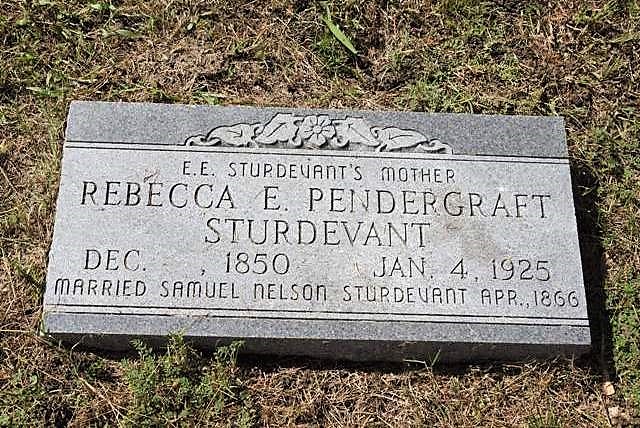 E.E. STURDEVANT'S MOTHER
REBECCA E. PENDERGRAFT
STURDEVANT
DEC. , 1850 JAN. 4, 1925
MARRIED SAMUEL NELSON STURDEVANT APR., 1866